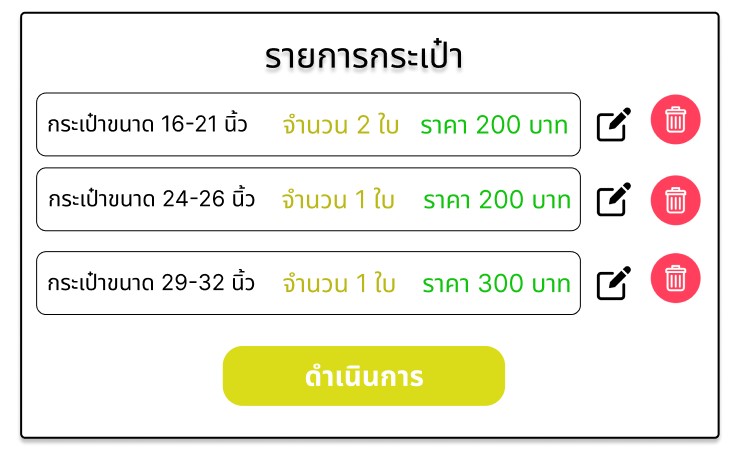 รายการกระเป๋า
กระเป๋าขนาด 16-21 นิ้ว จำนวน 2 ใบ ราคา 200 บาท
กระเป๋าขนาด 24-26 นิ้ว จำนวน 1 ใบ ราคา 200 บาท
กระเป๋าขนาด 29-32 นิ้ว จำนวน 1 ใบ ราคา 300 บาท
ดำเนินการ